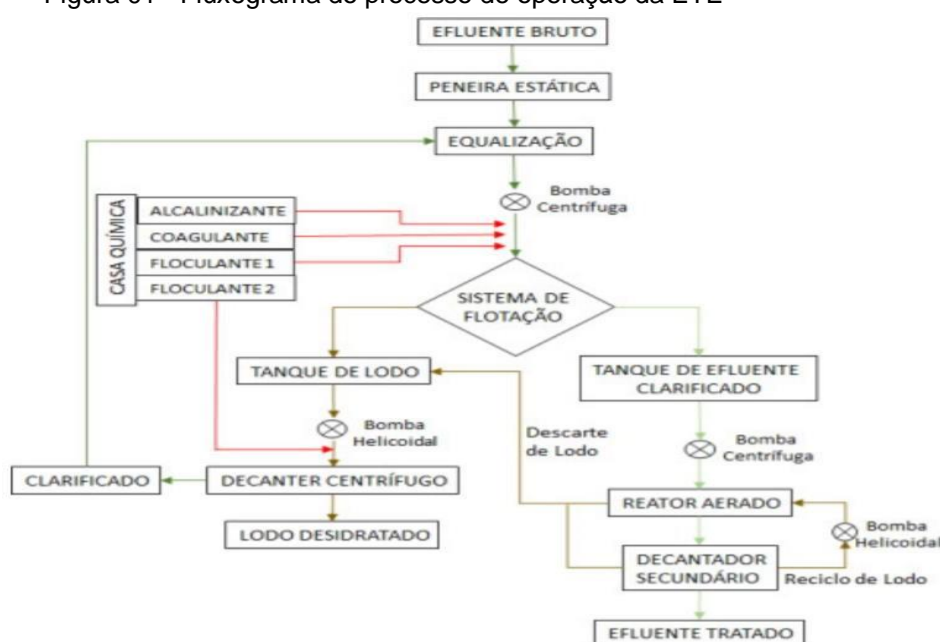 EFLUENTE BRUTO
PENEIRA ESTÁTICA
EQUALIZAÇÃO
Bomba
Centrífuga
CASA QUÍMICA
ALCALINIZANTE
COAGULANTE
FLOCULANTE 1
FLOCULANTE 2
SISTEMA DE
FLOTAÇÃO
TANQUE DE LODO
TANQUE DE EFLUENTE
CLARIFICADO
Bomba
Helicoidal
Descarte
de Lodo
Bomba
Centrífuga
CLARIFICADO
DECANTER CENTRÍFUGO
REATOR AERADO
Bomba
Helicoidal
LODO DESIDRATADO
DECANTADOR
SECUNDÁRIO
Reciclo de Lodo
EFLUENTE TRATADO